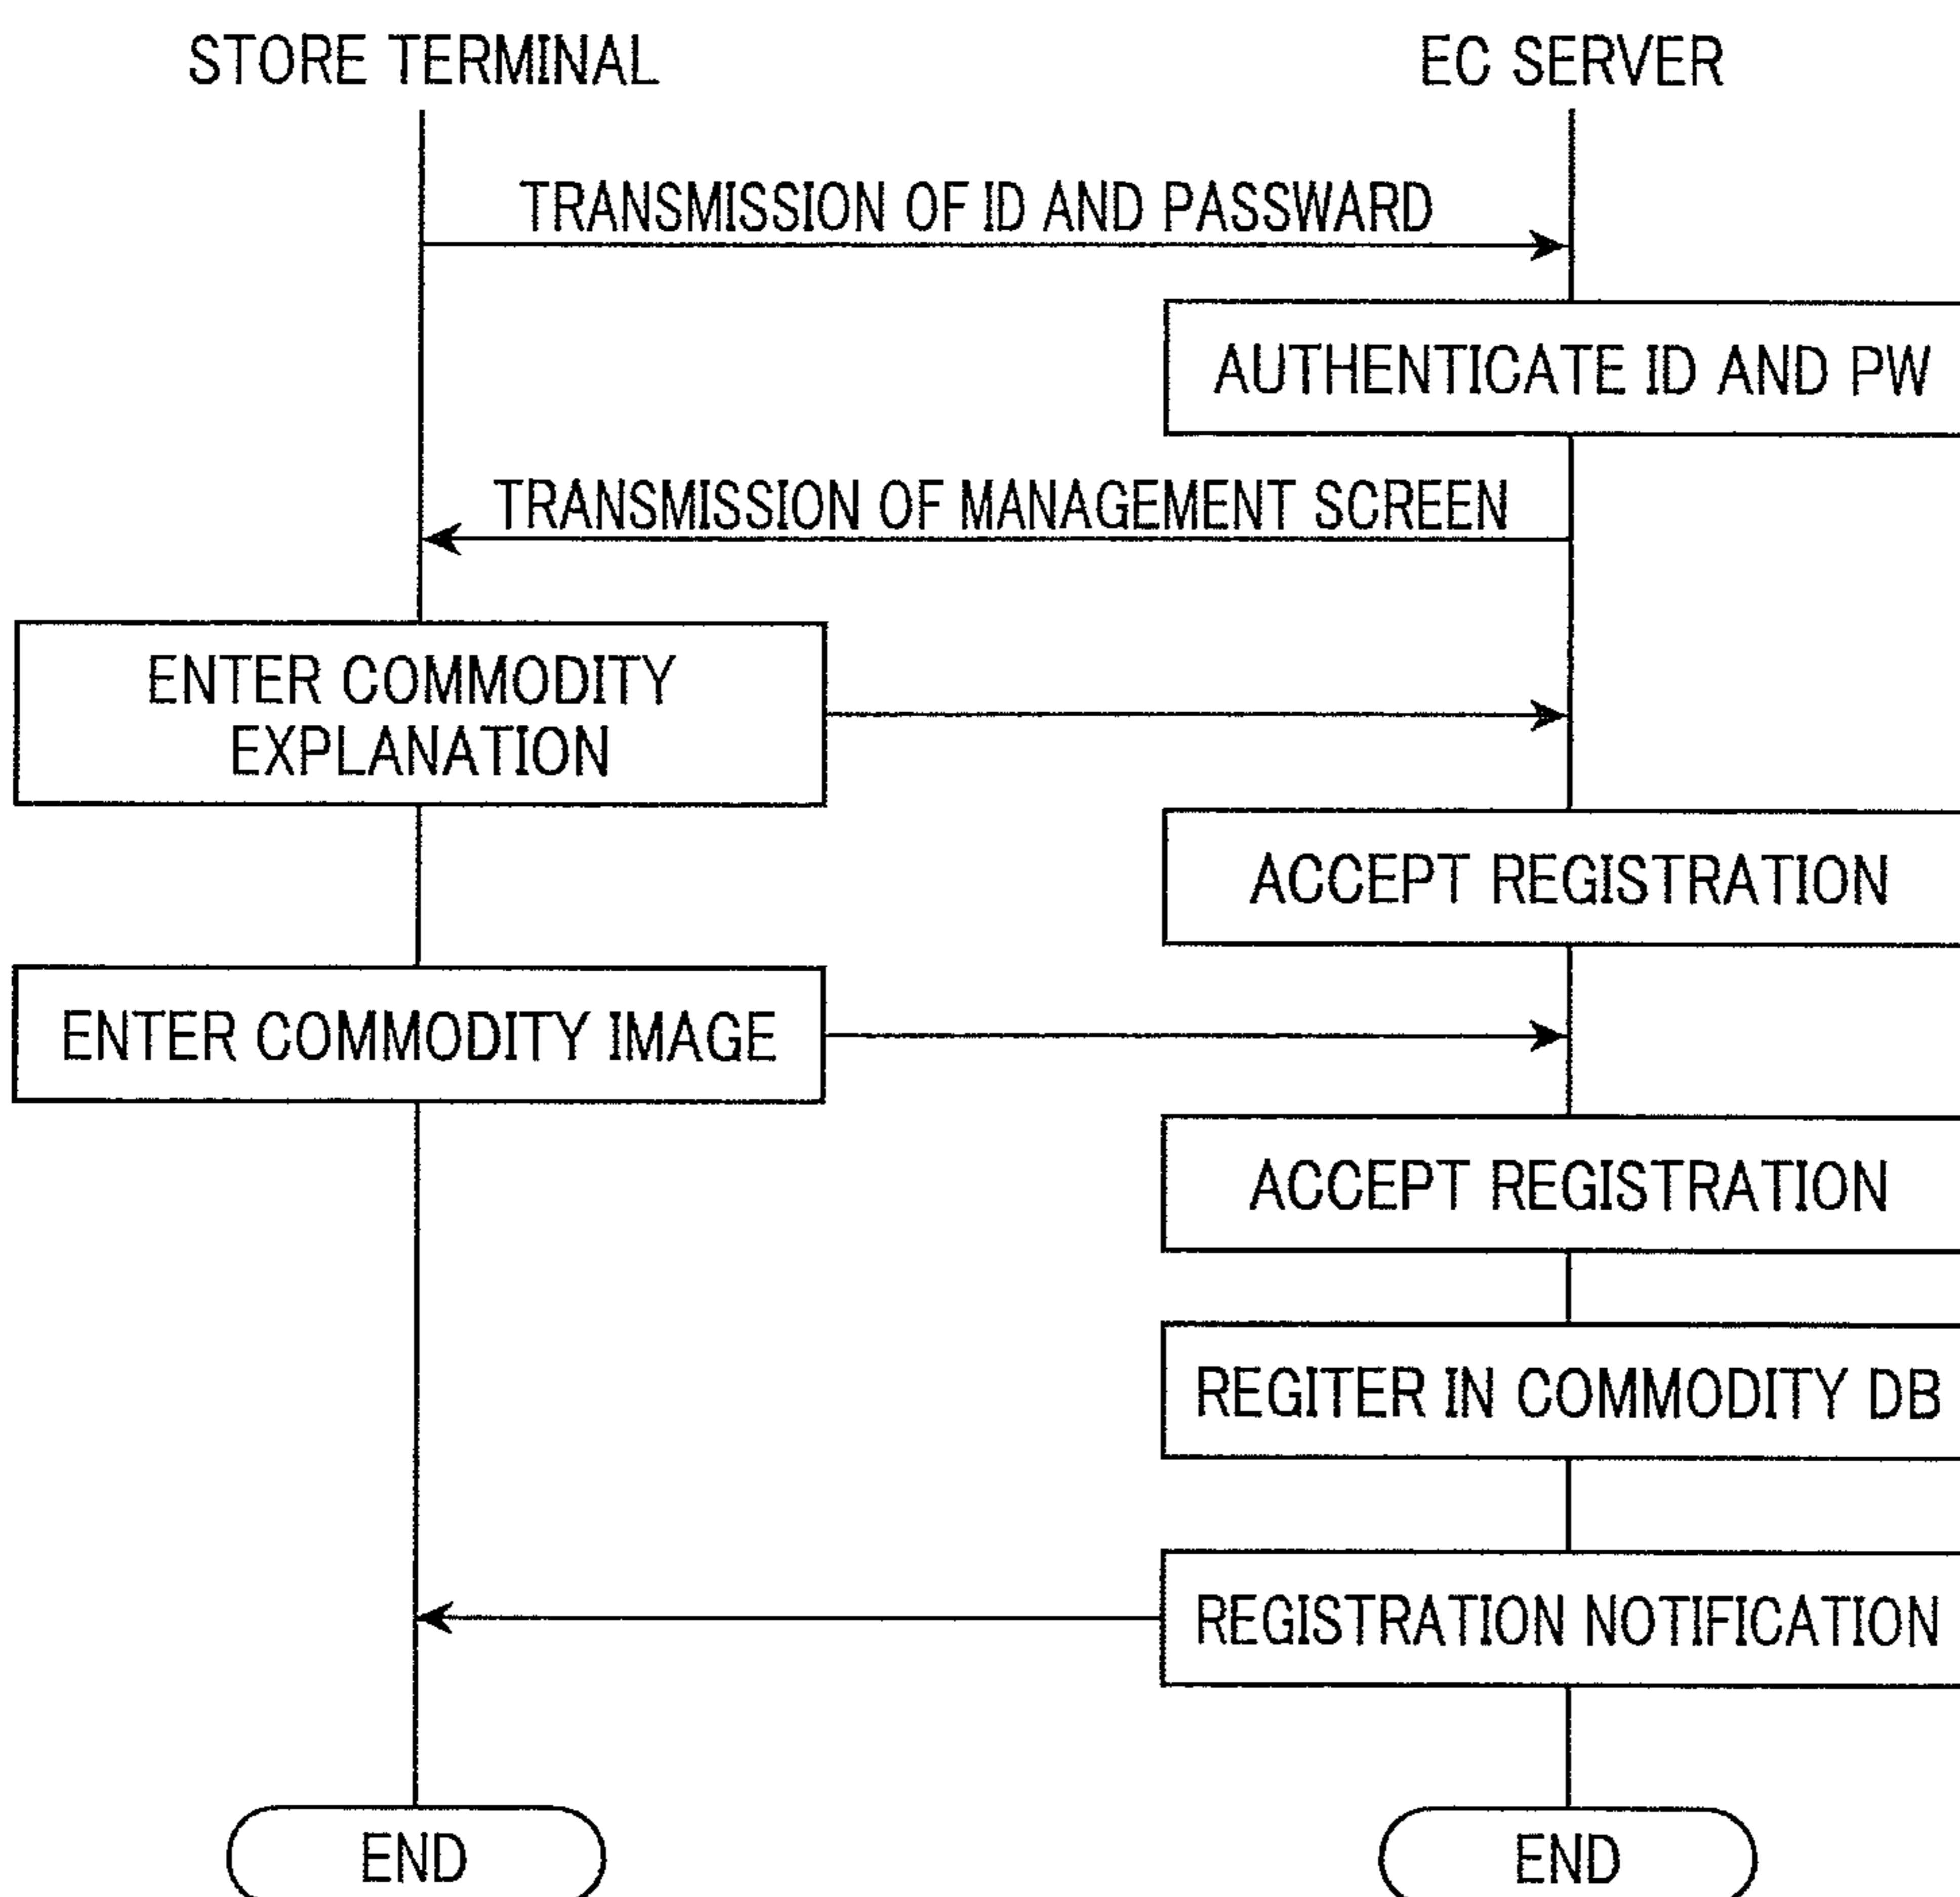 STORE TERMINAL
EC SERVER
TRANSMISSION OF ID AND PASSWARD
AUTHENTICATE ID AND PW
TRANSMISSION OF MANAGEMENT SCREEN
ENTER COMMODITY
EXPLANATION
ACCEPT REGISTRATION
ENTER COMMODITY IMAGE
ACCEPT REGISTRATION
REGITER IN COMMODITY DB
REGISTRATION NOTIFICATION
END
END